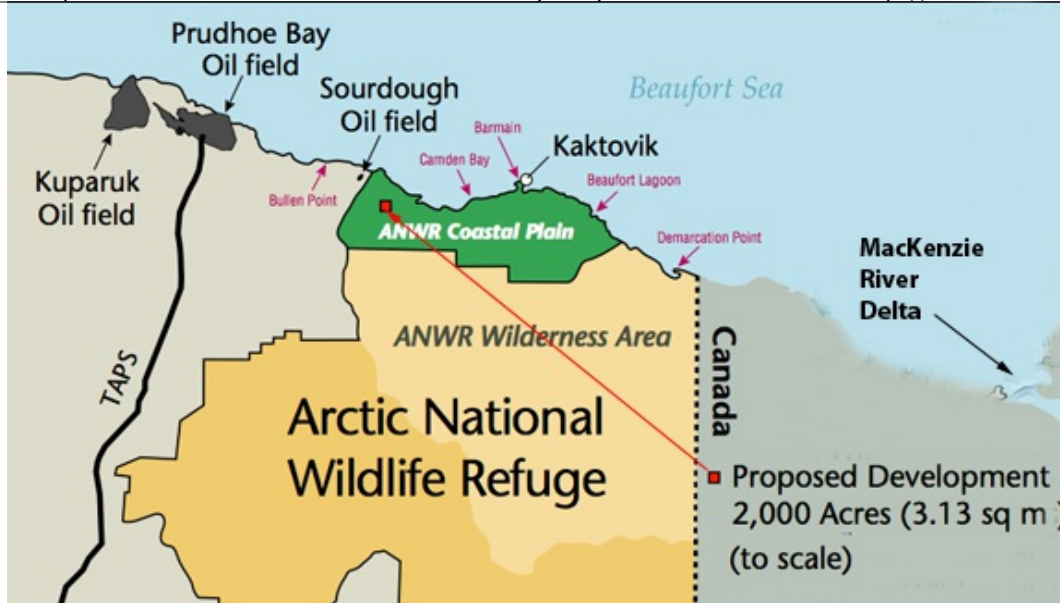 Prudhoe Bay
Oil field
Sourdough
Oil field
Beaufort Sea
Barmain
Kaktovik
Camden Bay
Kuparuk
Oil field
Bullen Point
Beaufort Lagoon
ANWR Coastal Plain
Demarcation Point
MacKenzie
River
Delta
ANWR Wilderness Area
TAPS
Canada
Arctic National
Wildlife Refuge
Proposed Development
2,000 Acres (3.13 sq m )
(to scale)